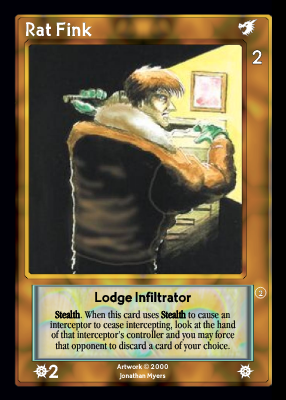 Rat Fink
2
Lodge Infiltrator
2
Stealth. When this card uses Stealth to cause an
interceptor to cease intercepting, look at the hand
of that interceptor's controller and you may force
that opponent to discard a card of your choice.
2
Artwork © 2000
Jonathan Myers